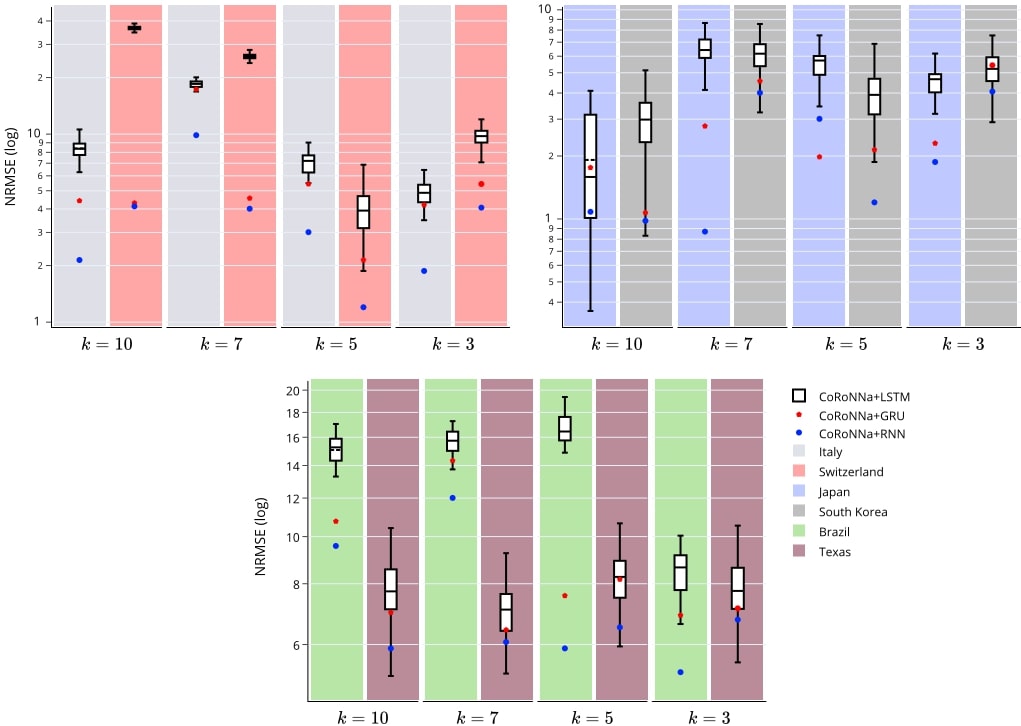 4
3
2
10
9
8
7
6
5
4
3
2
1
NRMSE (log)
k = 10
k = 7
k = 5
k = 3
10
9
8
7
6
5
4
3
2
1
9
8
7
6
5
4
k = 10
k = 7
k = 5
k = 3
20
18
16
14
12
10
8
6
NRMSE (log)
k = 10
k = 7
k = 5
k = 3
CoRoNNa+LSTM
CoRoNNa+GRU
CoRoNNa+RNN
Italy
Switzerland
Japan
South Korea
Brazil
Texas